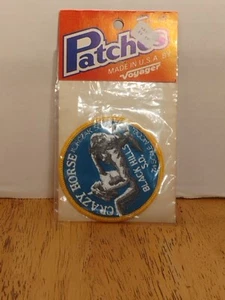 Patches
MADE IN U.S.A.
Voyager
BLACK HILLS
S.D.
CRAZY HORSE